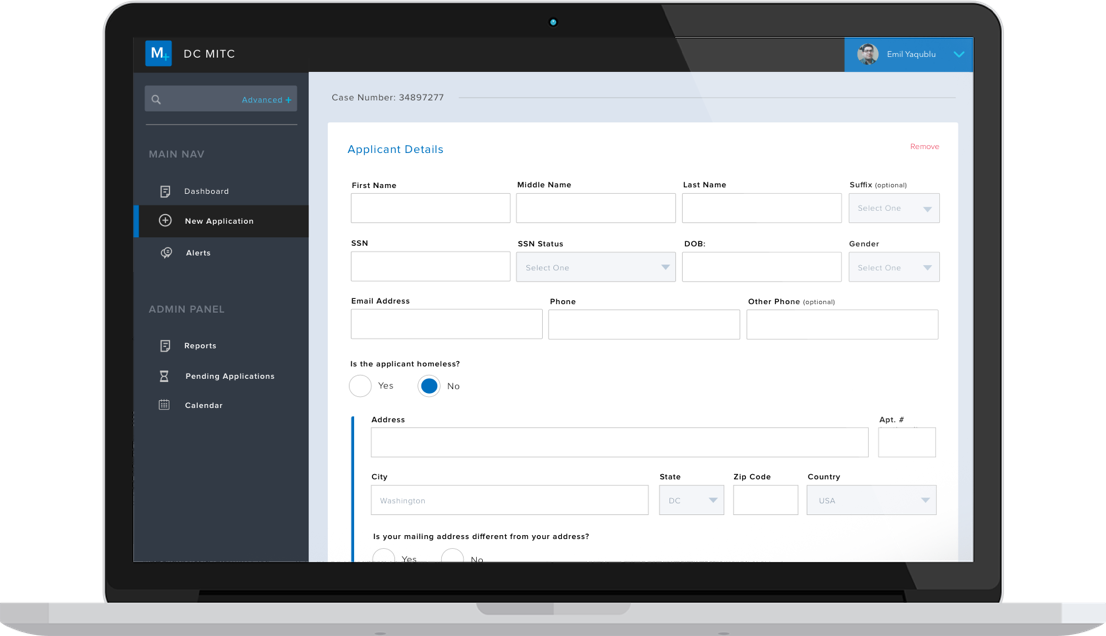 M+ DC MITC
Emil Yaqublu
Advanced +
Case Number: 34897277
MAIN NAV
Dashboard
New Application
Alerts
ADMIN PANEL
Reports
Pending Applications
Calendar
Applicant Details
Remove
First Name Middle Name Last Name Suffix (optional)
Select One
SSN SSN Status DOB: Gender
Select One Select One
Email Address Phone Other Phone (optional)
Is the applicant homeless?
Yes No
Address Apt. #
City State Zip Code Country
Washington DC USA
Is your mailing address different from your address?
Yes No